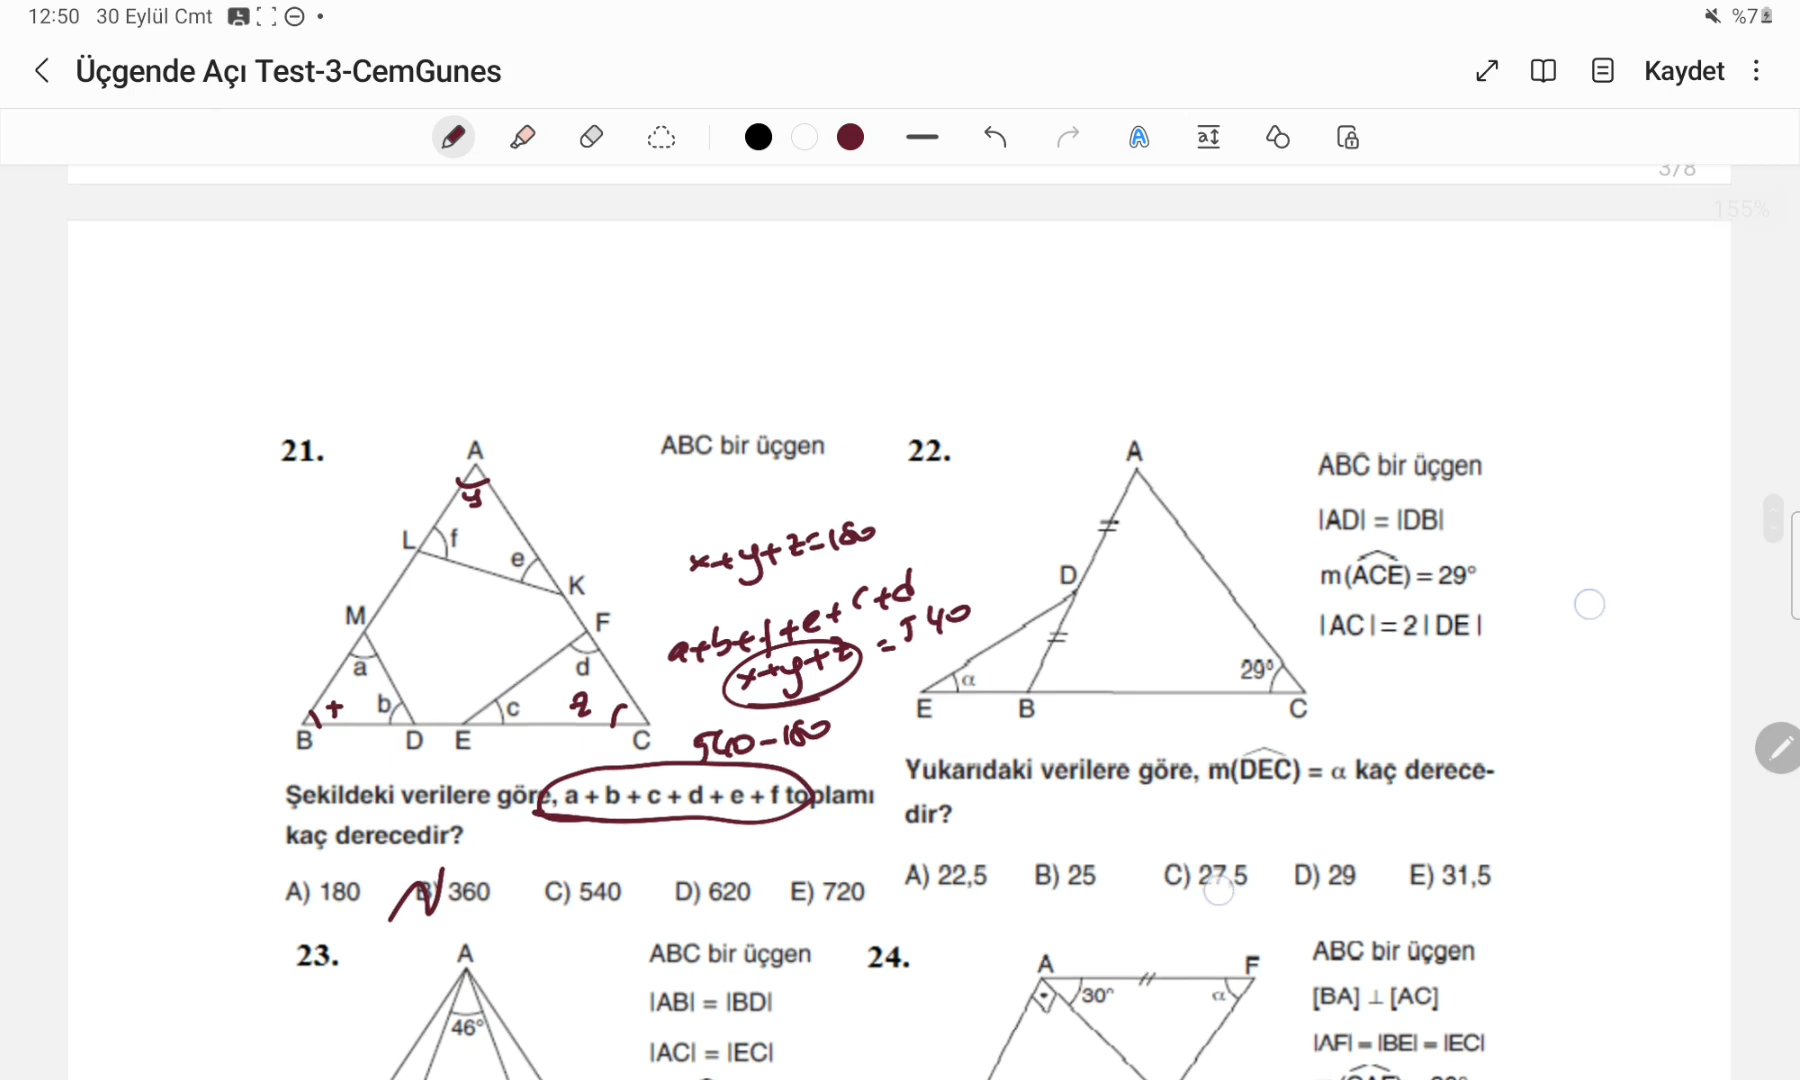 12:50 30 Eylül Cmt
%7
Üçgende Açı Test-3-CemGunes
Kaydet
3/8
155%
21.
ABC bir üçgen
A
y
L
f
e
K
M
F
a
d
b
c
B
D
E
C
x+y+z=180
a+b+f+e+c+d
x+y+z = 540
540-180
Şekildeki verilere göre, a + b + c + d + e + f toplamı
kaç derecedir?
A) 180 B) 360 C) 540 D) 620 E) 720
22.
A
ABC bir üçgen
|AD| = |DB|
m(ACE) = 29°
|AC| = 2|DE|
D
α
29°
E
B
C
Yukarıdaki verilere göre, m(DEC) = α kaç derece-
dir?
A) 22,5 B) 25 C) 27,5 D) 29 E) 31,5
23.
A
46°
ABC bir üçgen
|AB| = |BD|
|AC| = |EC|
24.
A
F
30°
α
ABC bir üçgen
[BA] ⊥ [AC]
|AF| = |BE| = |EC|